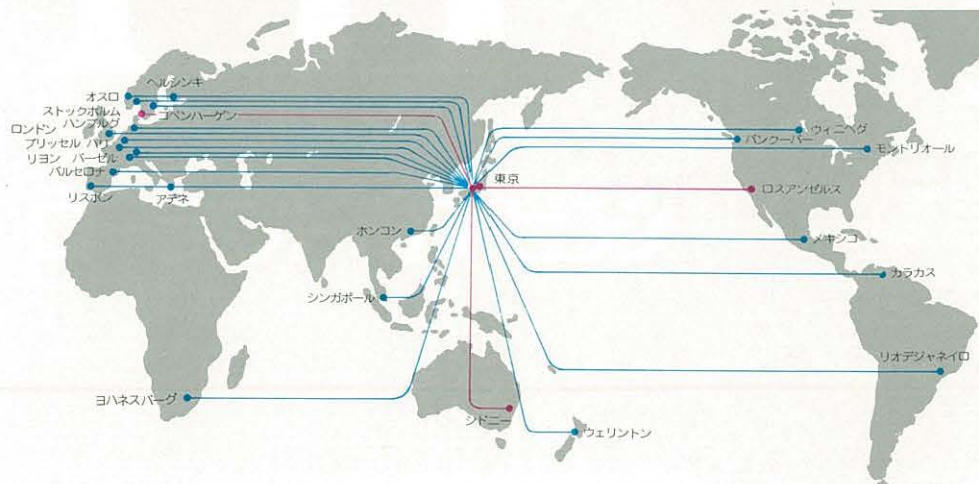 ヘルシンキ
オスロ
ストックホルム
コペンハーゲン
ハンブルグ
ロンドン
ブリッセル パリ
リヨン バーゼル
バルセロナ
リスボン
アテネ
東京
ホンコン
シンガポール
ヨハネスバーグ
シドニー
ウェリントン
ウィニペグ
バンクーバー
モントリオール
ロスアンゼルス
メキシコ
カラカス
リオデジャネイロ